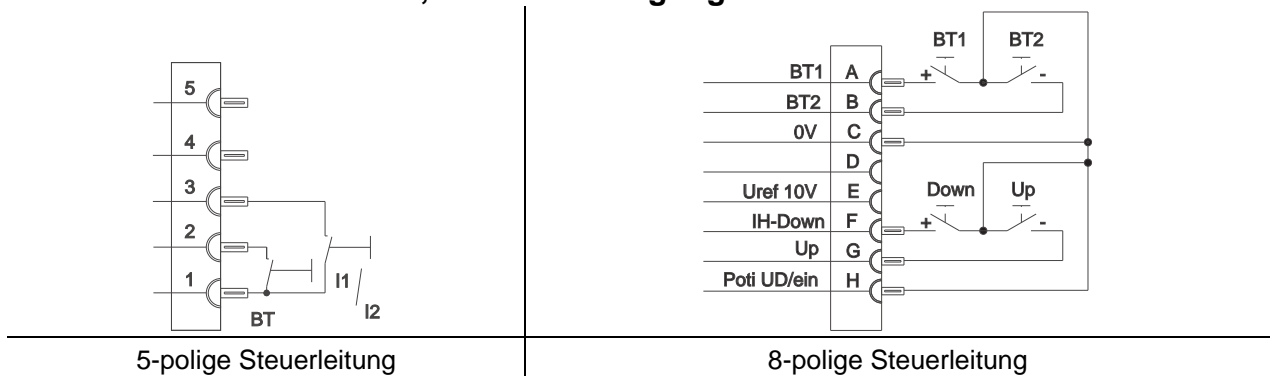 5
4
3
2
1
BT
I1
I2
BT1 BT2
BT1 A + -
BT2 B
0V C
D
Uref 10V E Down Up
IH-Down F + -
Up G
Poti UD/ein H
5-polige Steuerleitung
8-polige Steuerleitung